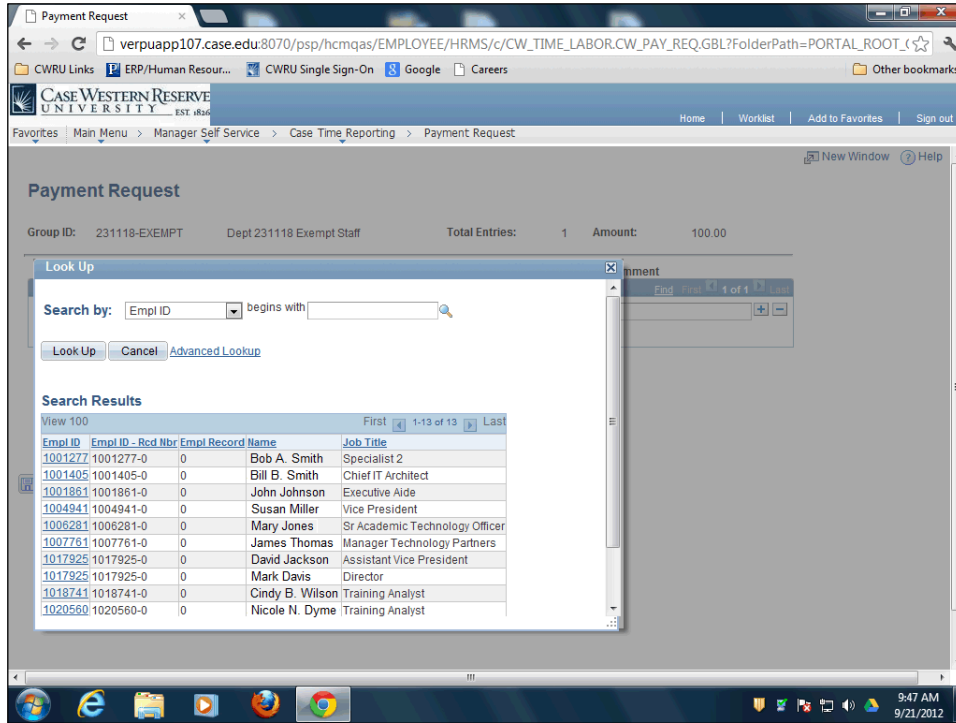 Payment Request
verpuapp107.case.edu:8070/psp/hcmqas/EMPLOYEE/HRMS/c/CW_TIME_LABOR.CW_PAY_REQ.GBL?FolderPath=PORTAL_ROOT_
CWRU Links ERP/Human Resour... CWRU Single Sign-On Google Careers Other bookmarks
CASE WESTERN RESERVE
UNIVERSITY EST. 1826
Home | Worklist | Add to Favorites | Sign out
Favorites Main Menu > Manager Self Service > Case Time Reporting > Payment Request
New Window ? Help
Payment Request
Group ID: 231118-EXEMPT Dept 231118 Exempt Staff Total Entries: 1 Amount: 100.00
Look Up
mment
Find First 1 of 1 Last
Search by: Empl ID begins with
Look Up Cancel Advanced Lookup
Search Results
View 100 First 1-13 of 13 Last
Empl ID Empl ID - Rcd Nbr Empl Record Name Job Title
1001277 1001277-0 0 Bob A. Smith Specialist 2
1001405 1001405-0 0 Bill B. Smith Chief IT Architect
1001861 1001861-0 0 John Johnson Executive Aide
1004941 1004941-0 0 Susan Miller Vice President
1006281 1006281-0 0 Mary Jones Sr Academic Technology Officer
1007761 1007761-0 0 James Thomas Manager Technology Partners
1017925 1017925-0 0 David Jackson Assistant Vice President
1017925 1017925-0 0 Mark Davis Director
1018741 1018741-0 0 Cindy B. Wilson Training Analyst
1020560 1020560-0 0 Nicole N. Dyme Training Analyst
9:47 AM
9/21/2012